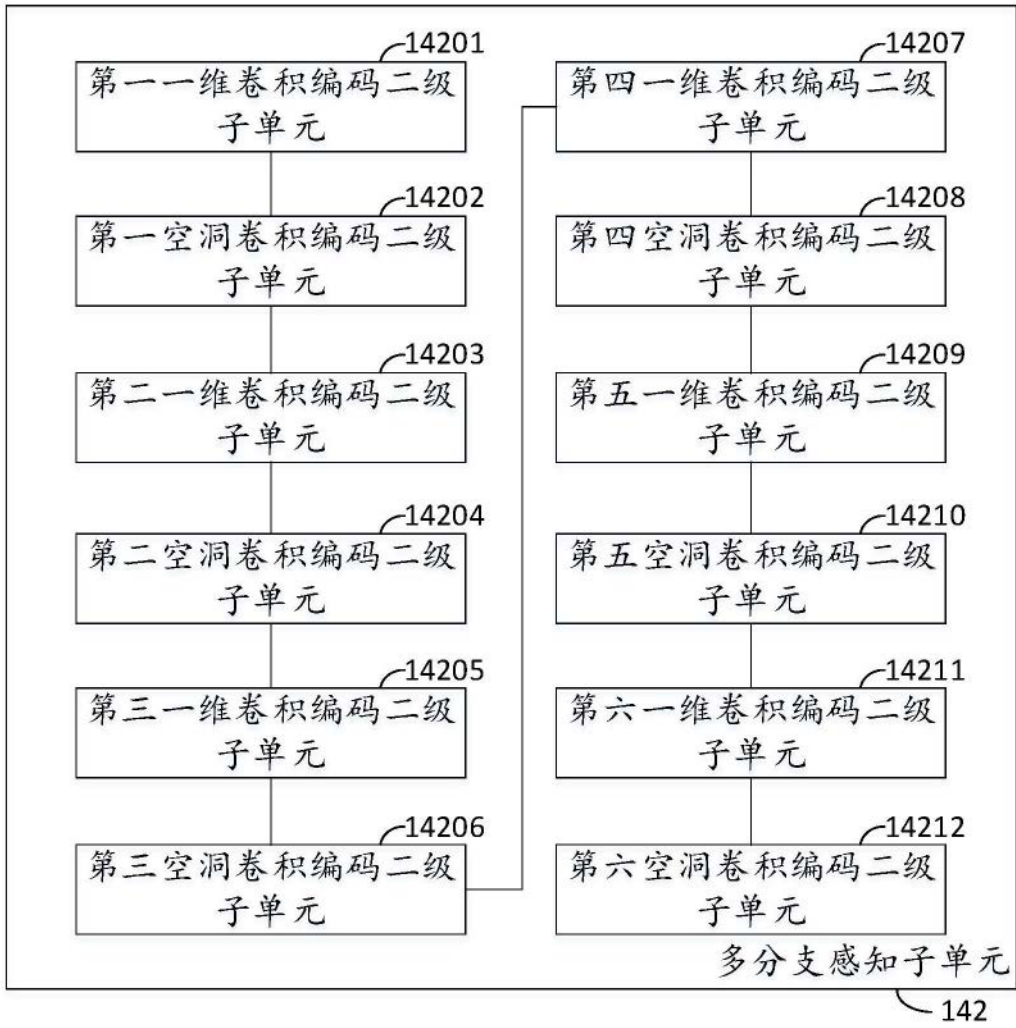 14201
第一一维卷积编码二级
子单元
14202
第一空洞卷积编码二级
子单元
14203
第二一维卷积编码二级
子单元
14204
第二空洞卷积编码二级
子单元
14205
第三一维卷积编码二级
子单元
14206
第三空洞卷积编码二级
子单元
14207
第四一维卷积编码二级
子单元
14208
第四空洞卷积编码二级
子单元
14209
第五一维卷积编码二级
子单元
14210
第五空洞卷积编码二级
子单元
14211
第六一维卷积编码二级
子单元
14212
第六空洞卷积编码二级
子单元
多分支感知子单元
142